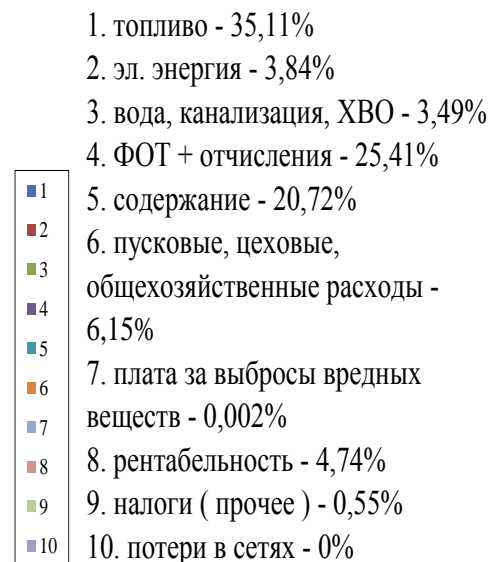 1. топливо - 35,11%
2. эл. энергия - 3,84%
3. вода, канализация, ХВО - 3,49%
4. ФОТ + отчисления - 25,41%
5. содержание - 20,72%
6. пусковые, цеховые,
общехозяйственные расходы -
6,15%
7. плата за выбросы вредных
веществ - 0,002%
8. рентабельность - 4,74%
9. налоги ( прочее ) - 0,55%
10. потери в сетях - 0%
1
2
3
4
5
6
7
8
9
10